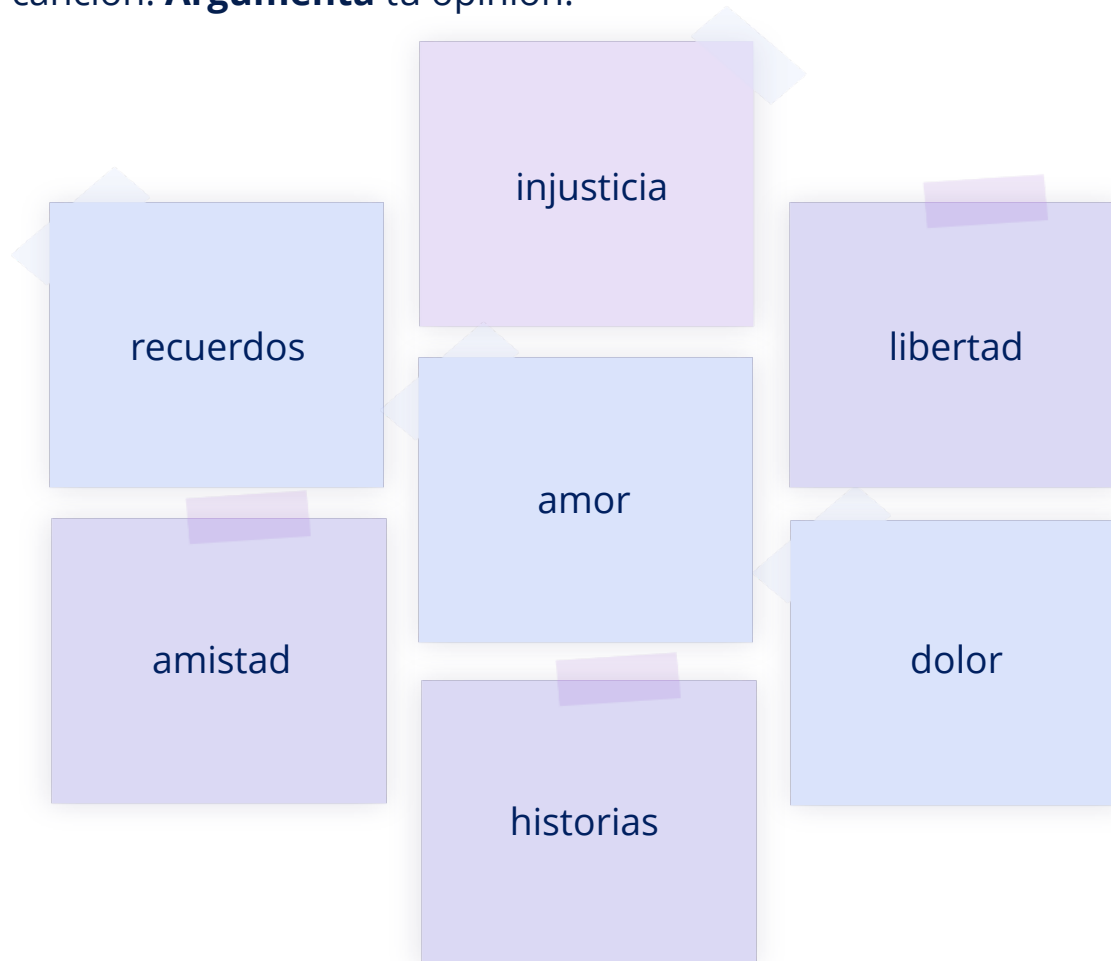 canción. Argumenta tu opinión.
injusticia
recuerdos
libertad
amor
amistad
dolor
historias